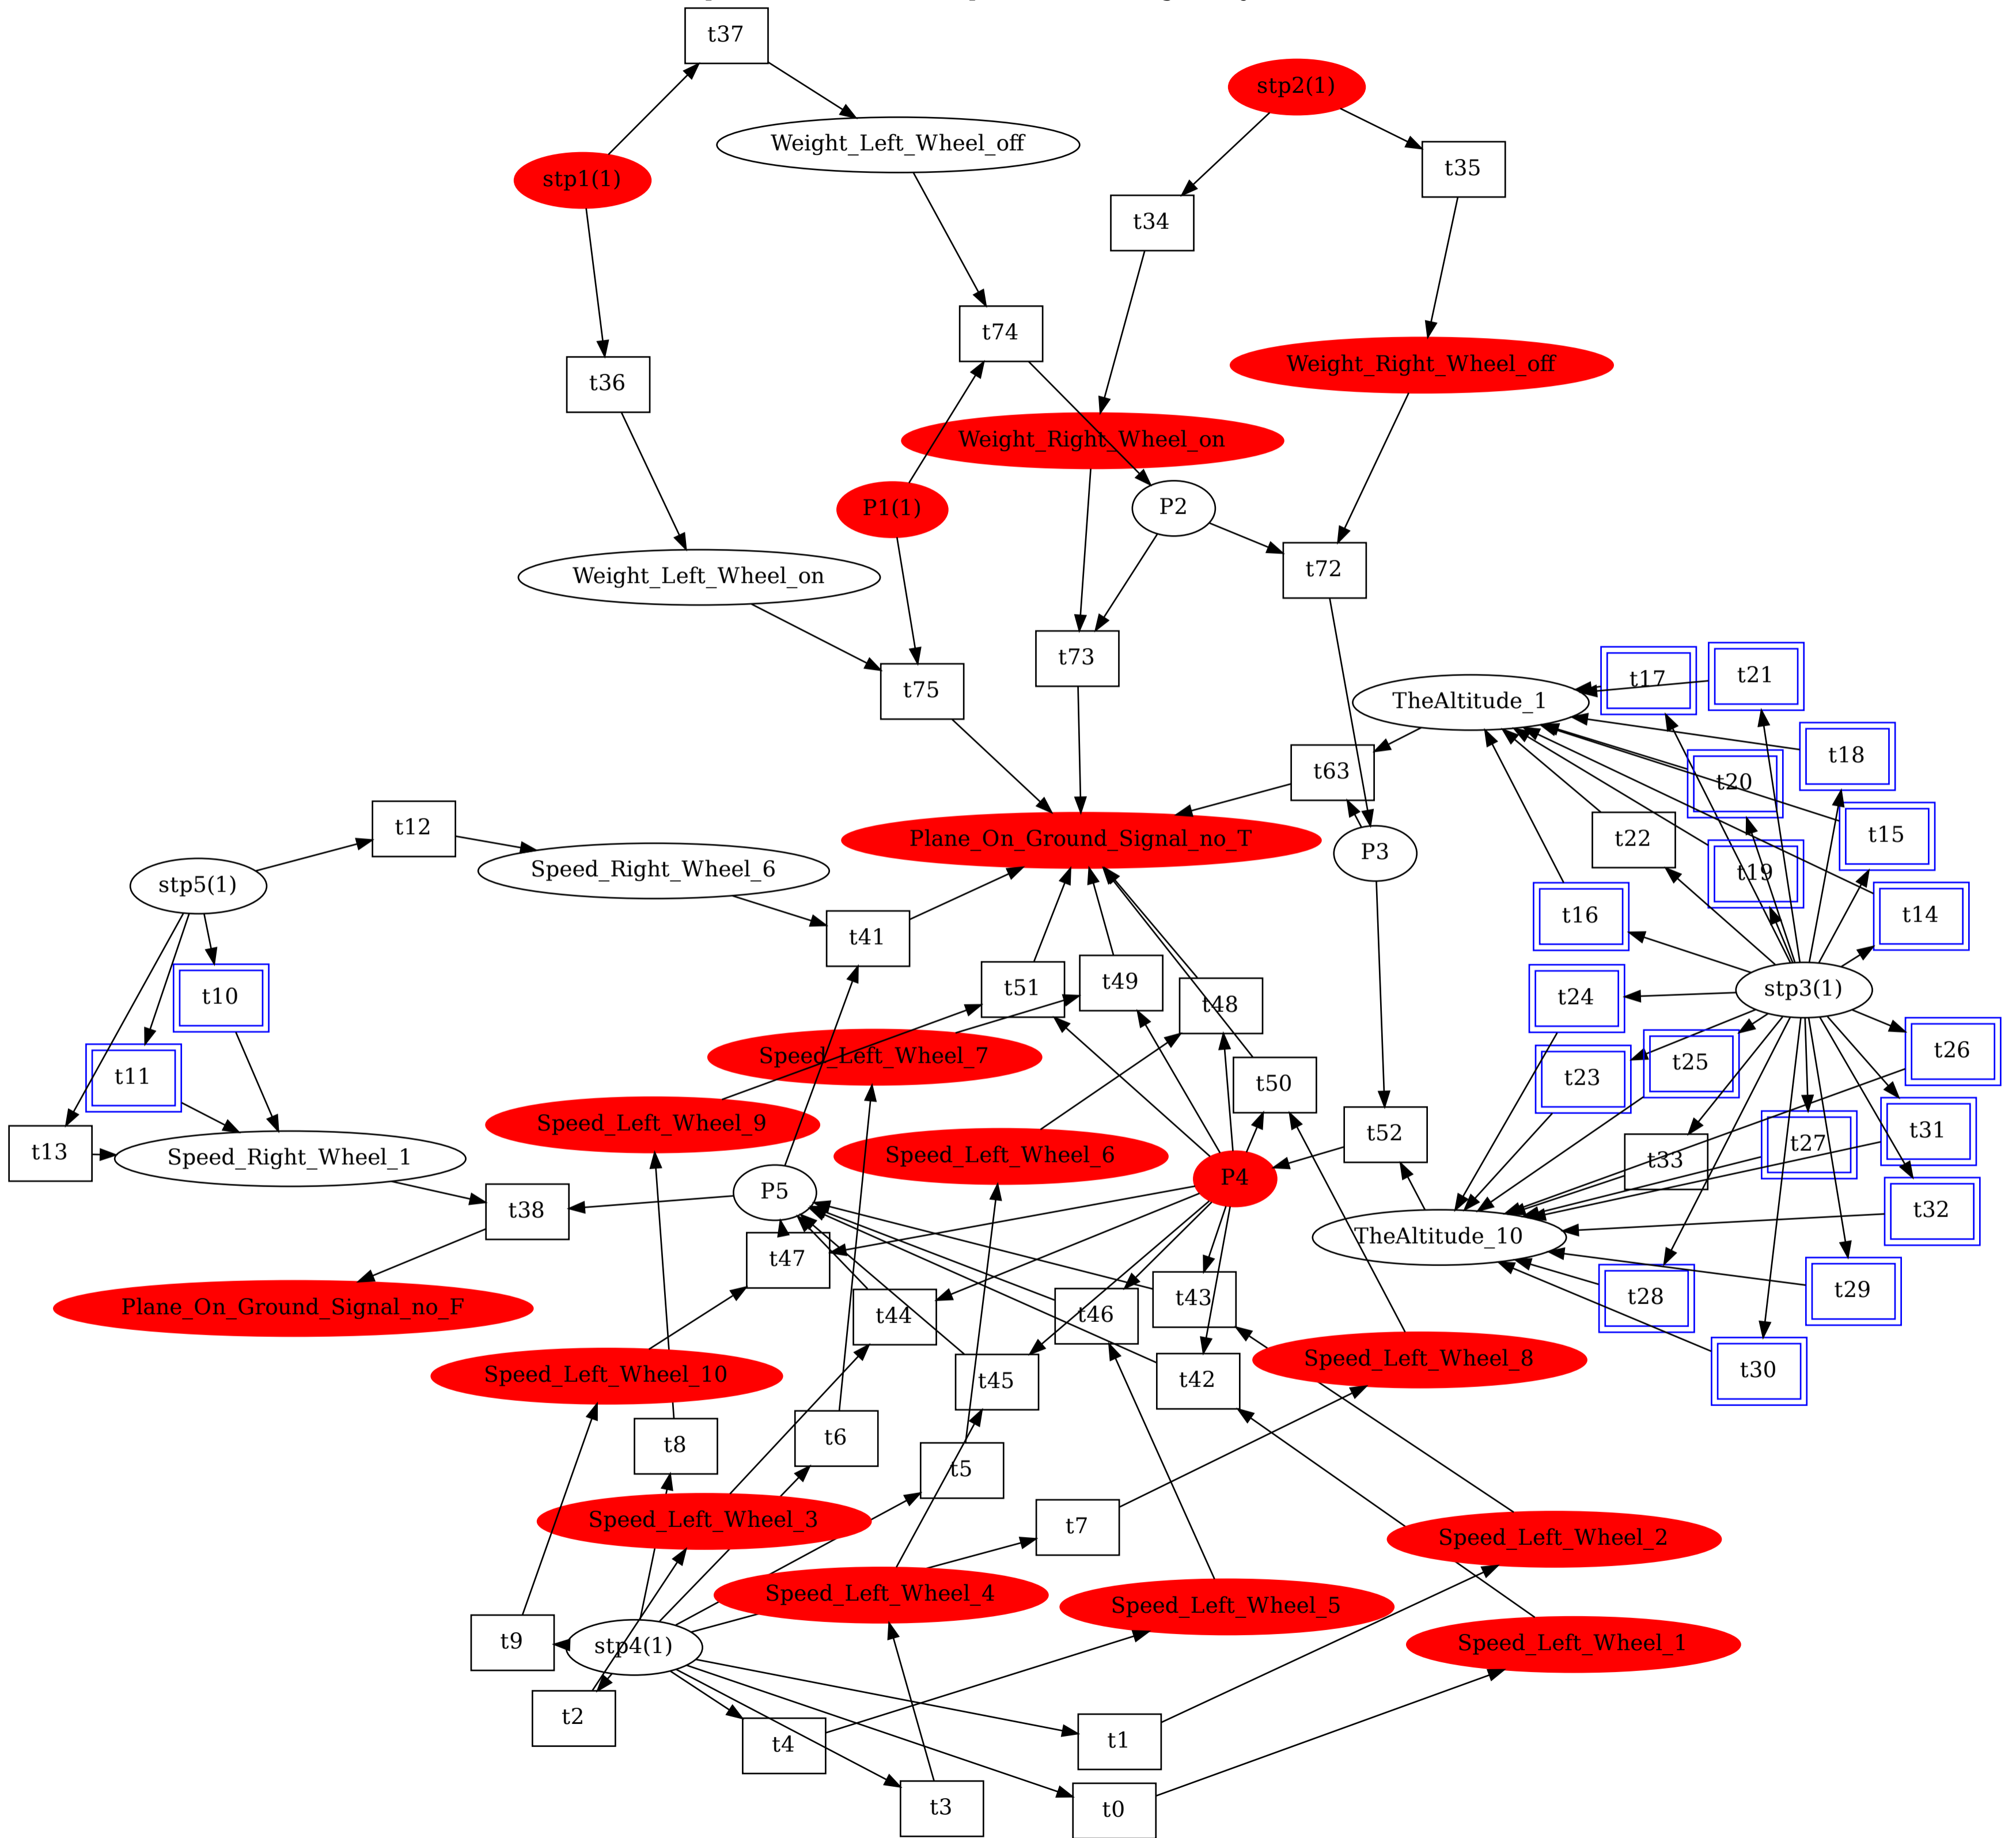 t37
stp2(1)
Weight_Left_Wheel_off
t35
stp1(1)
t34
t74
Weight_Right_Wheel_off
t36
Weight_Right_Wheel_on
P1(1)
P2
t72
Weight_Left_Wheel_on
t73
t17
t21
t75
TheAltitude_1
t18
t63
t20
t12
t15
Plane_On_Ground_Signal_no_T
t22
P3
Speed_Right_Wheel_6
t19
stp5(1)
t16
t14
t41
t10
t51
t49
t48
t24
stp3(1)
Speed_Left_Wheel_7
t26
t11
t50
t23
t25
Speed_Left_Wheel_9
t52
t31
t13
Speed_Right_Wheel_1
Speed_Left_Wheel_6
t33
t27
P5
P4
t38
t32
TheAltitude_10
t47
Plane_On_Ground_Signal_no_F
t44
t46
t43
t28
t29
Speed_Left_Wheel_8
Speed_Left_Wheel_10
t45
t42
t30
t8
t6
t5
Speed_Left_Wheel_3
t7
Speed_Left_Wheel_2
Speed_Left_Wheel_4
Speed_Left_Wheel_5
t9
stp4(1)
Speed_Left_Wheel_1
t2
t4
t1
t3
t0